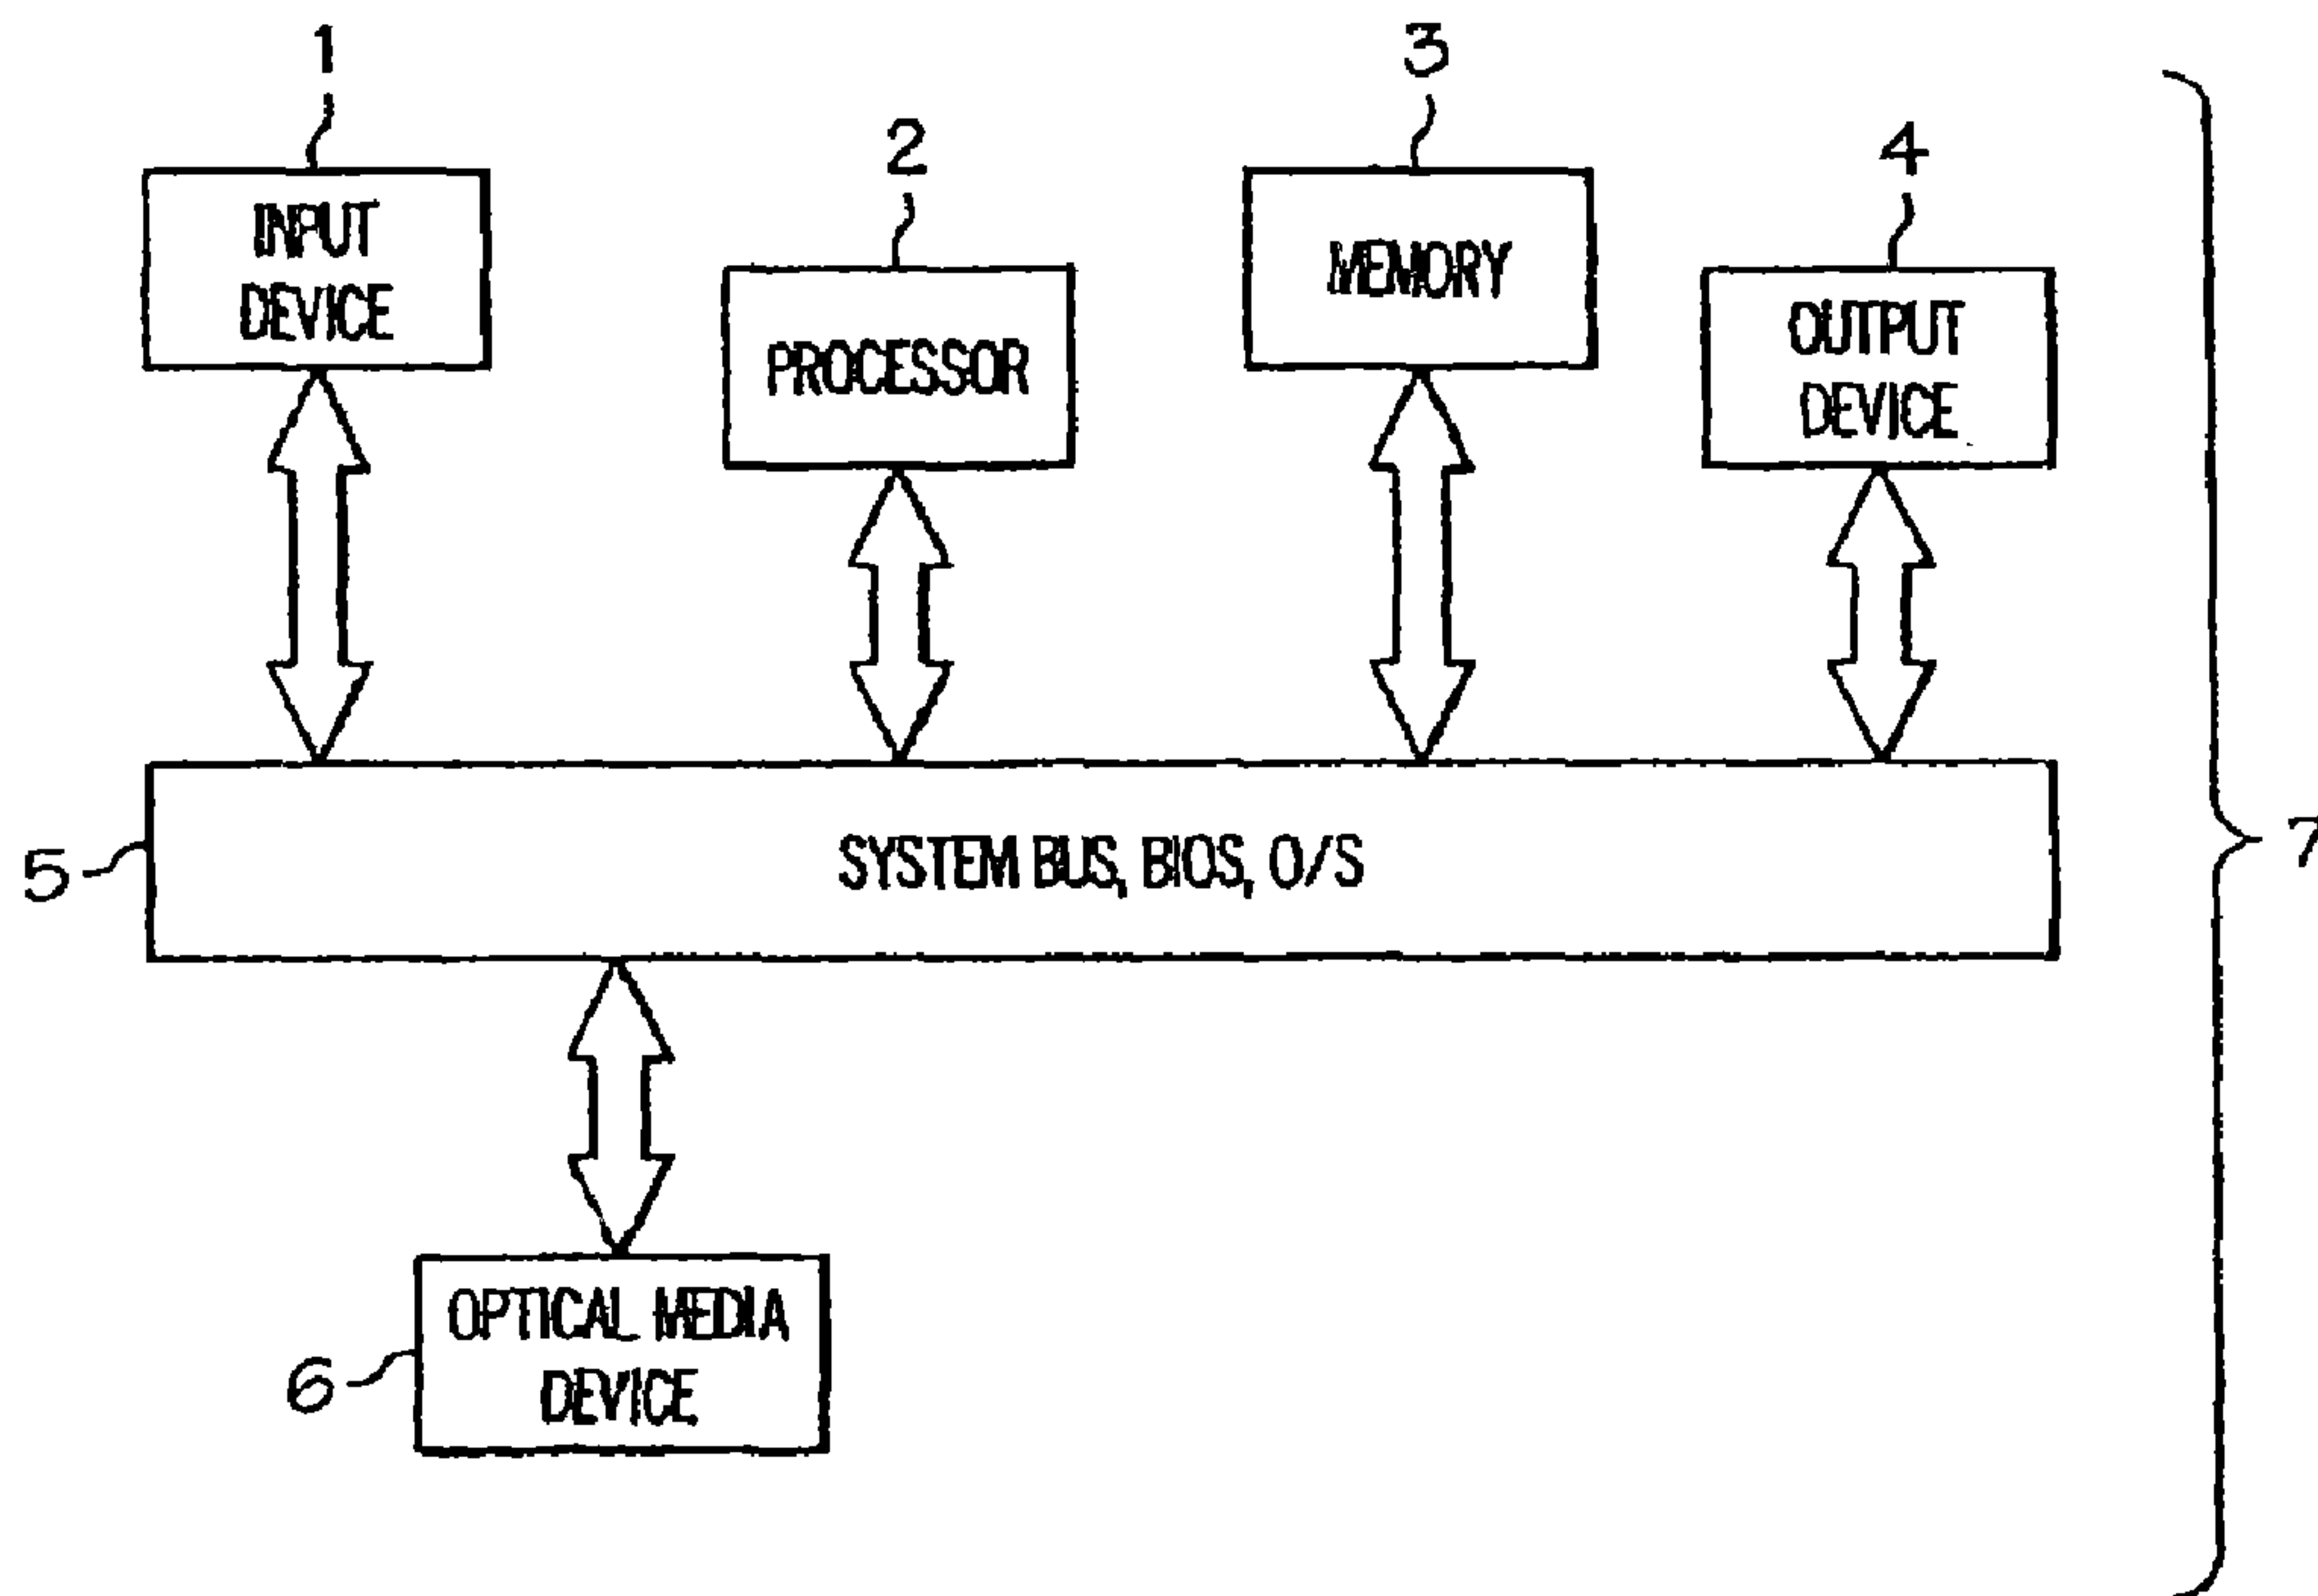 1
3
2
4
INPUT
DEVICE
MEMORY
PROCESSOR
OUTPUT
DEVICE
5
SYSTEM BUS, BIOS, O/S
7
OPTICAL MEDIA
DEVICE
6